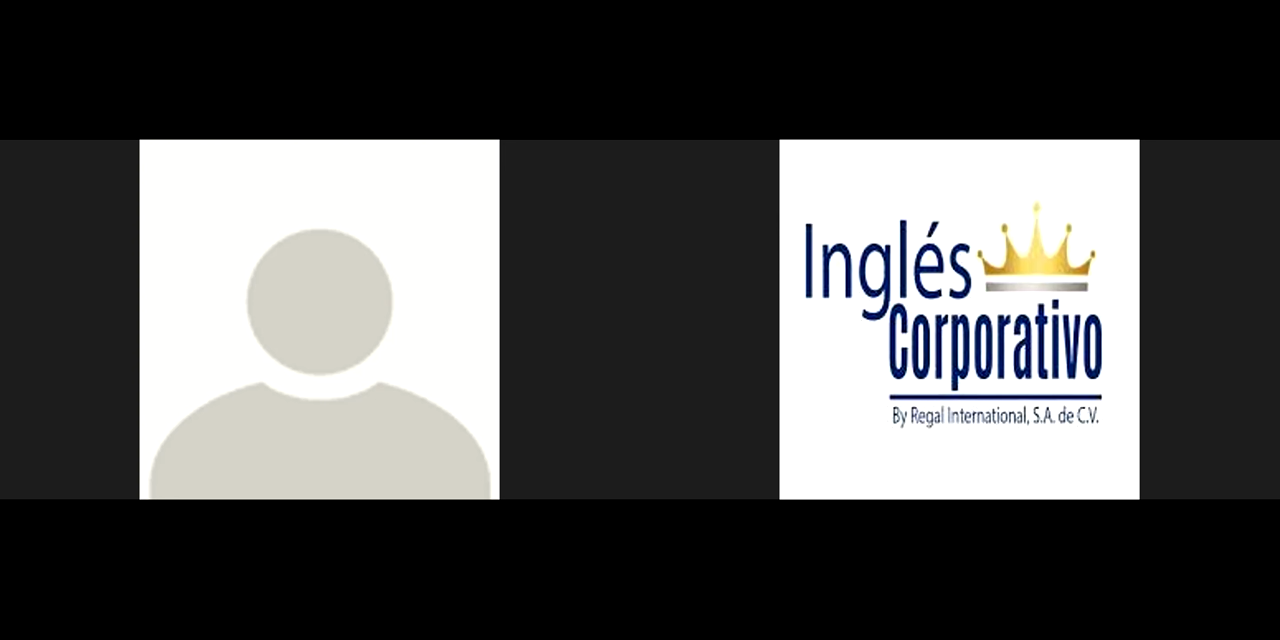 Inglés
Corporativo
By Regal International, S.A. de C.V.